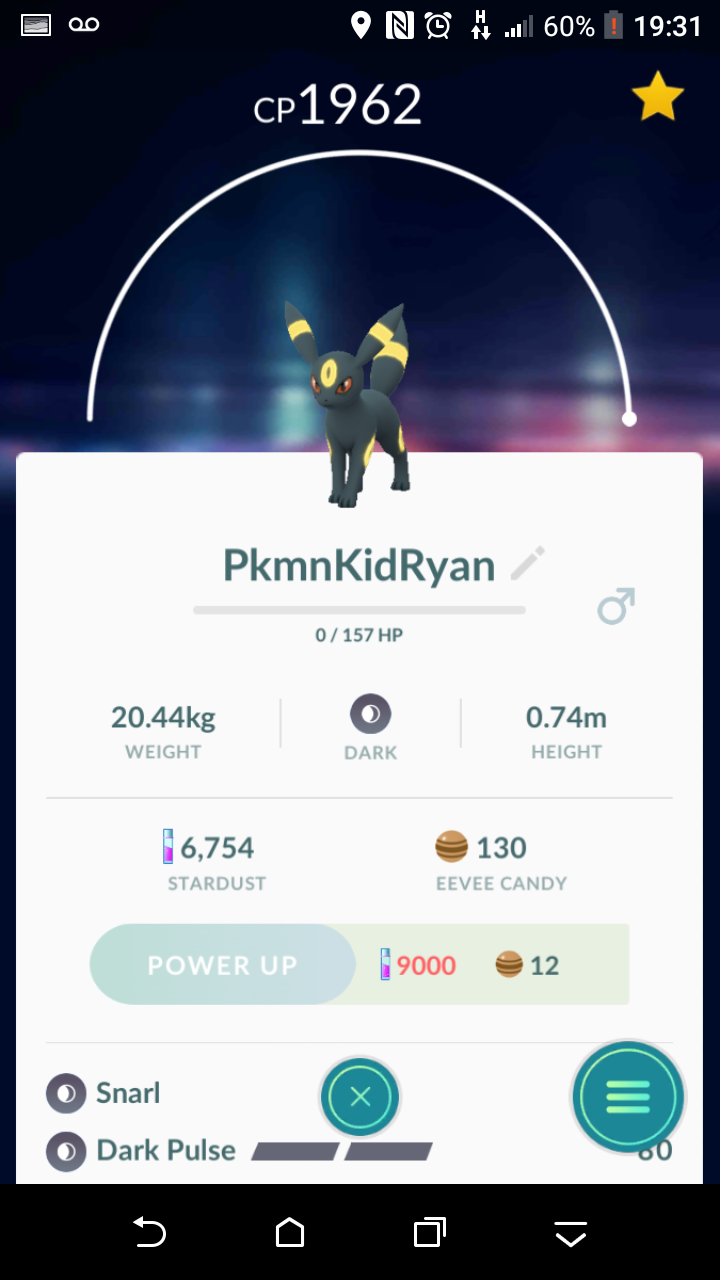 H 60% 19:31
CP1962
PkmnKidRyan
0 / 157 HP
20.44kg 0.74m
WEIGHT DARK HEIGHT
6,754 130
STARDUST EEVEE CANDY
POWER UP 9000 12
Snarl
Dark Pulse 80